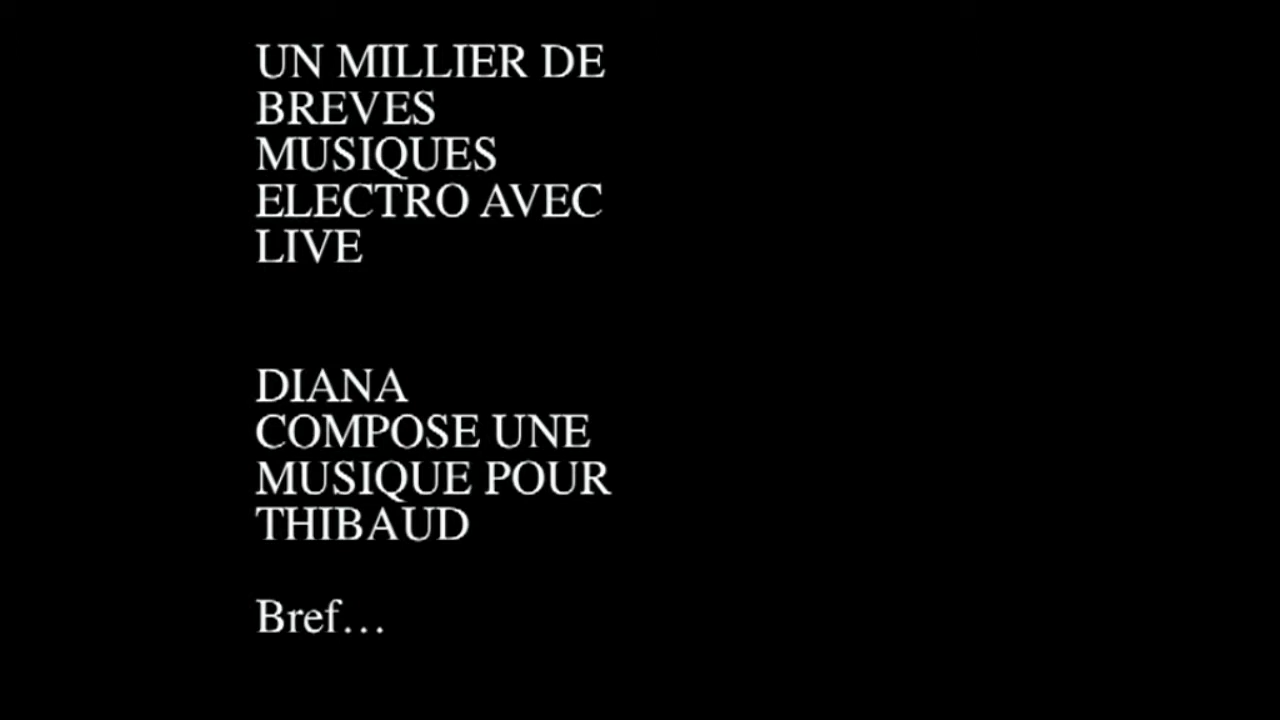 UN MILLIER DE
BREVES
MUSIQUES
ELECTRO AVEC
LIVE
DIANA
COMPOSE UNE
MUSIQUE POUR
THIBAUD
Bref…